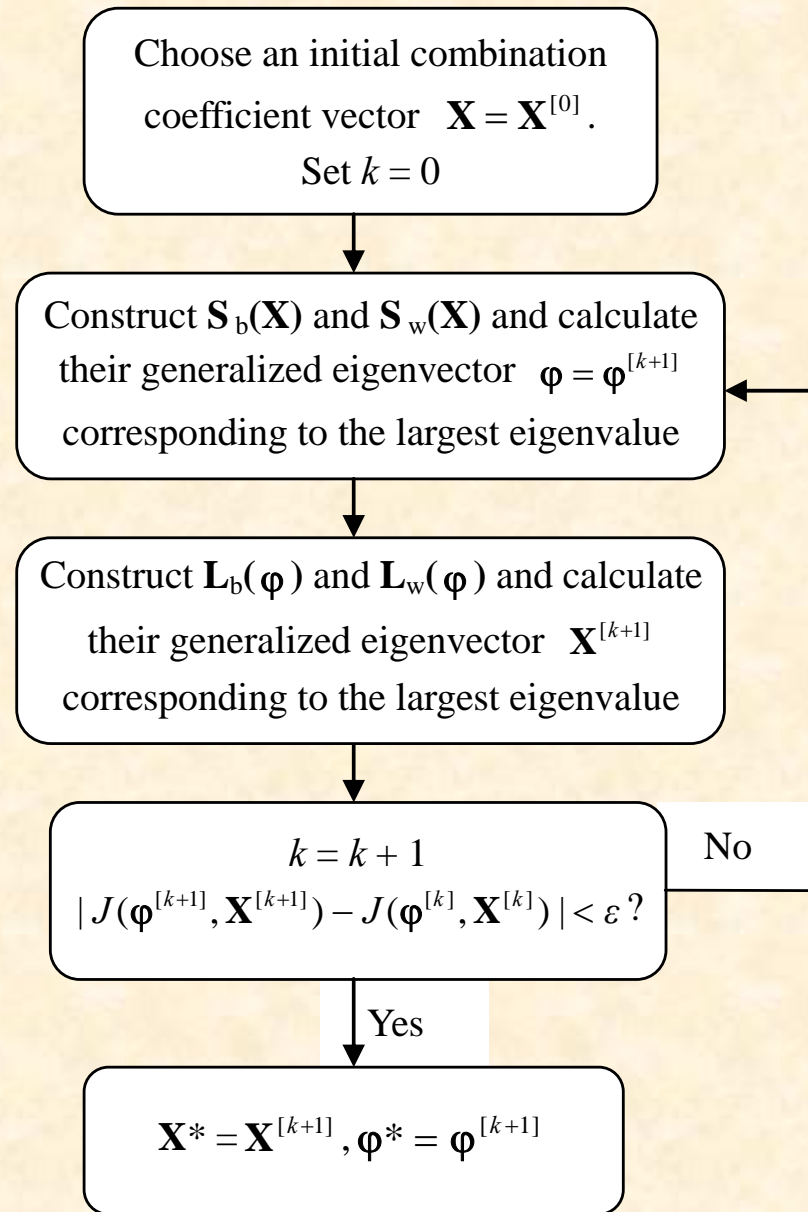 Choose an initial combination
coefficient vector X = X^[0].
Set k = 0
Construct S_b(X) and S_w(X) and calculate
their generalized eigenvector φ = φ^[k+1]
corresponding to the largest eigenvalue
Construct L_b(φ) and L_w(φ) and calculate
their generalized eigenvector X^[k+1]
corresponding to the largest eigenvalue
k = k + 1
| J(φ^[k+1], X^[k+1]) − J(φ^[k], X^[k]) | < ε ?
No
Yes
X* = X^[k+1], φ* = φ^[k+1]